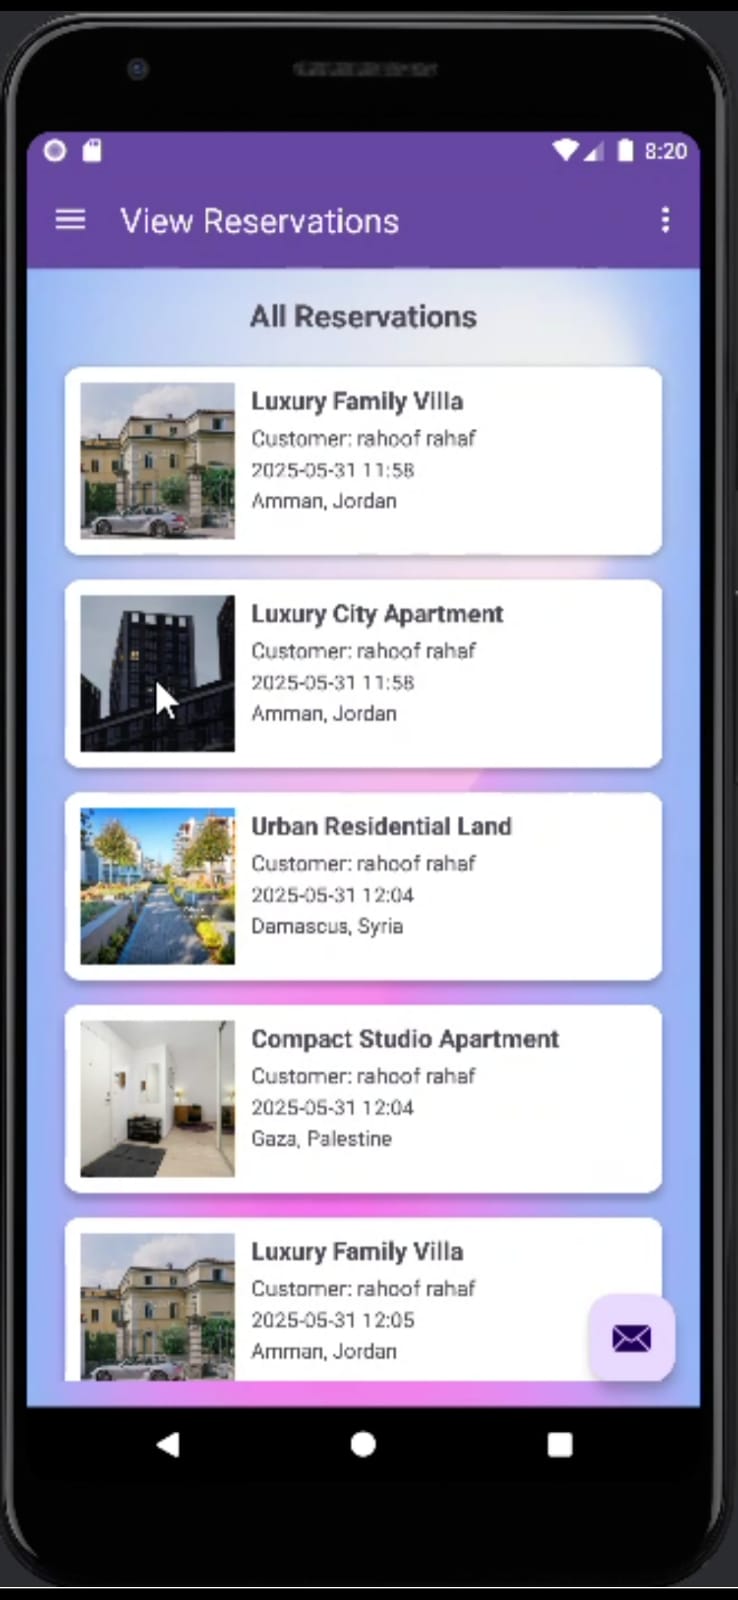 8:20
View Reservations
All Reservations
Luxury Family Villa
Customer: rahoof rahaf
2025-05-31 11:58
Amman, Jordan
Luxury City Apartment
Customer: rahoof rahaf
2025-05-31 11:58
Amman, Jordan
Urban Residential Land
Customer: rahoof rahaf
2025-05-31 12:04
Damascus, Syria
Compact Studio Apartment
Customer: rahoof rahaf
2025-05-31 12:04
Gaza, Palestine
Luxury Family Villa
Customer: rahoof rahaf
2025-05-31 12:05
Amman, Jordan